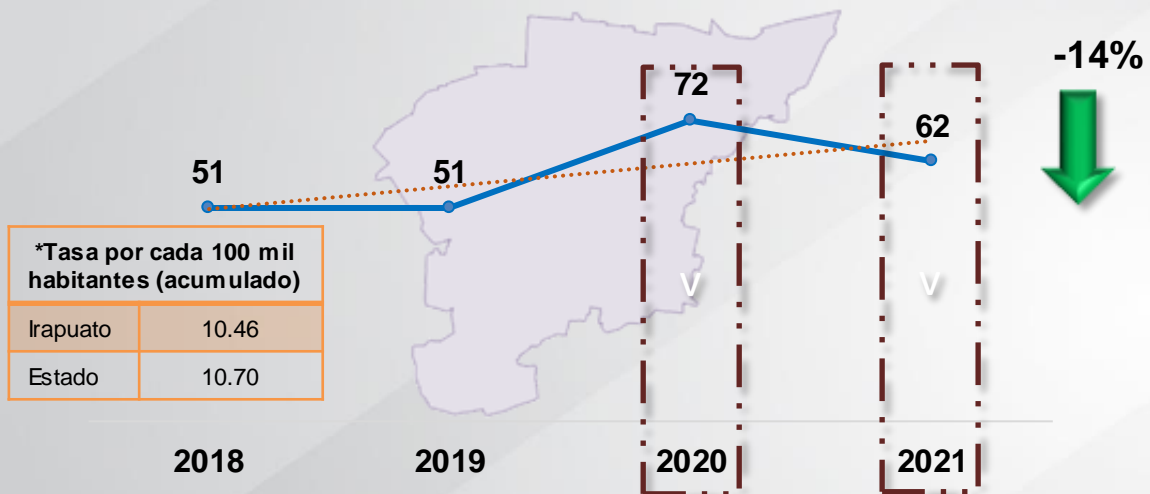 -14%
72
62
51
51
*Tasa por cada 100 mil
habitantes (acumulado)
Irapuato 10.46
Estado 10.70
V V
2018 2019 2020 2021